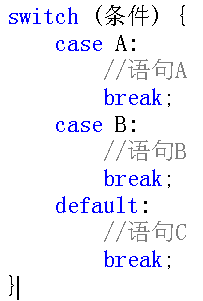 switch (条件) {
    case A:
        //语句A
        break;
    case B:
        //语句B
        break;
    default:
        //语句C
        break;
}